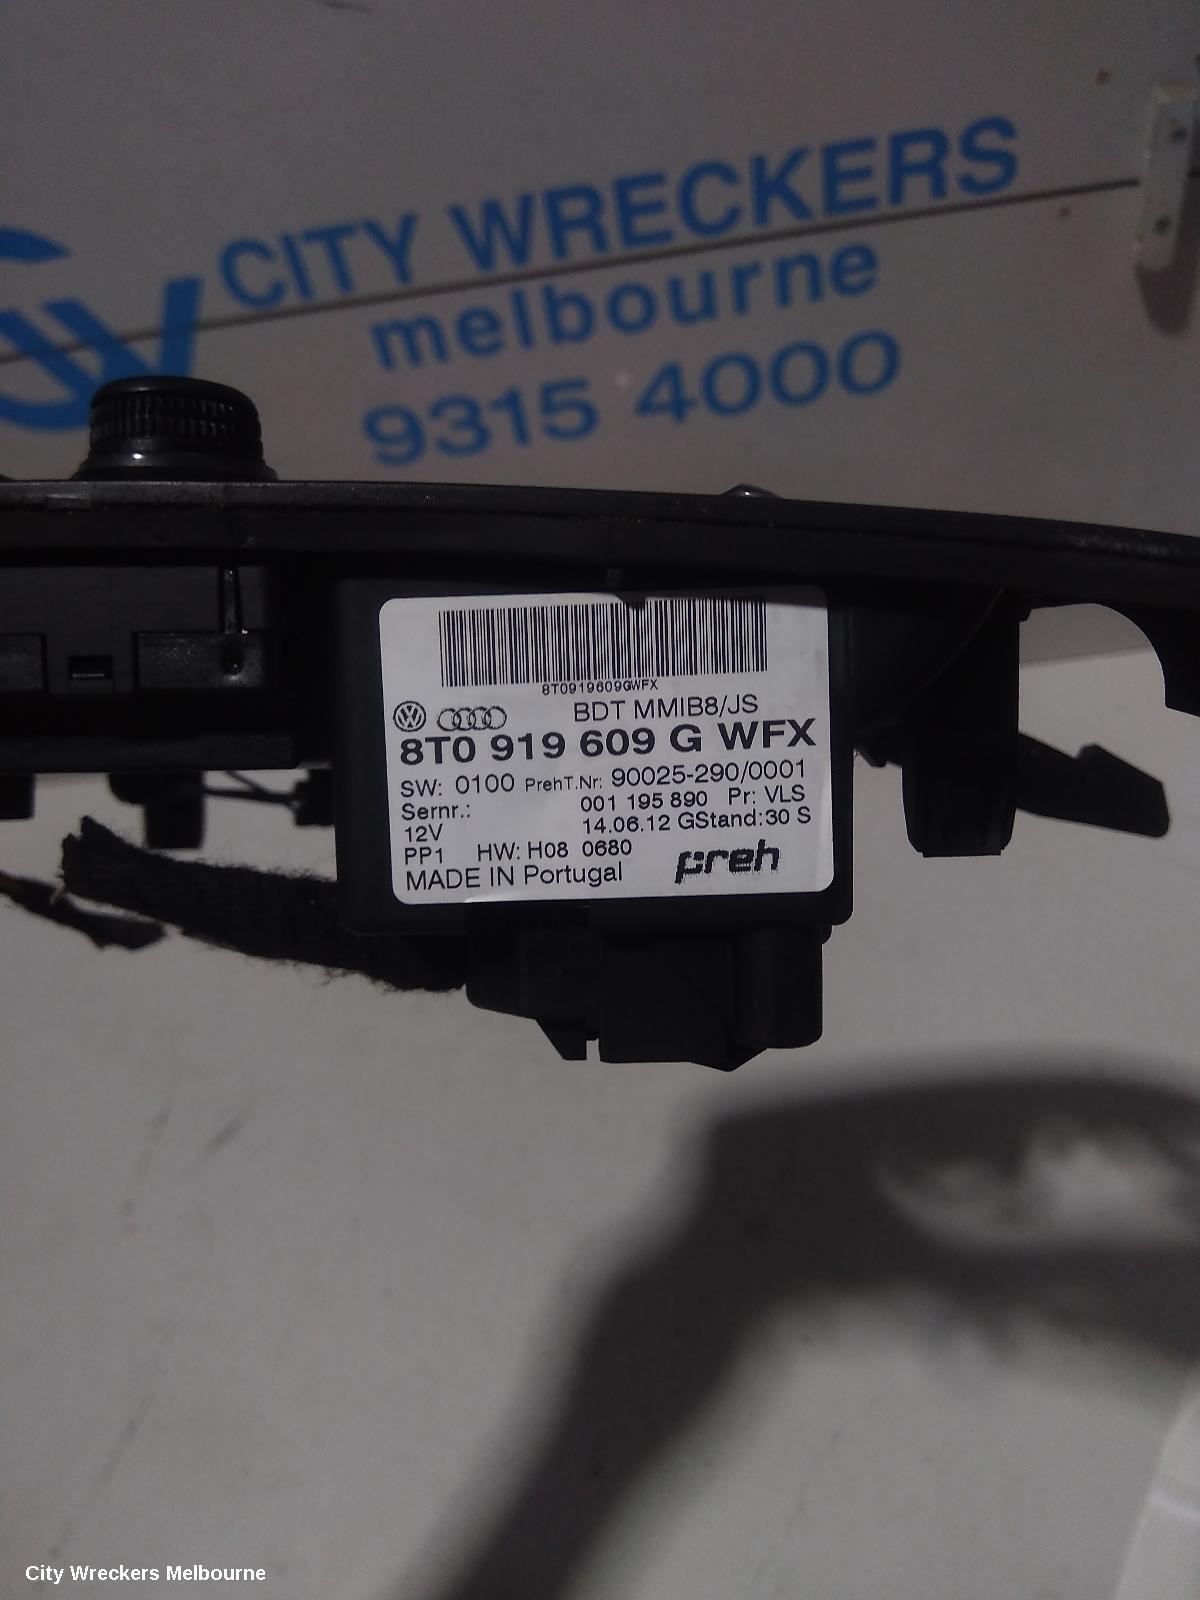 CITY WRECKERS
melbourne
9315 4000
8T0919609GWFX
BDT MMIB8/JS
8T0 919 609 G WFX
SW: 0100 PrehT.Nr: 90025-290/0001
Sernr.: 001 195 890 Pr: VLS
12V 14.06.12 GStand:30 S
PP1 HW: H08 0680
MADE IN Portugal preh
City Wreckers Melbourne